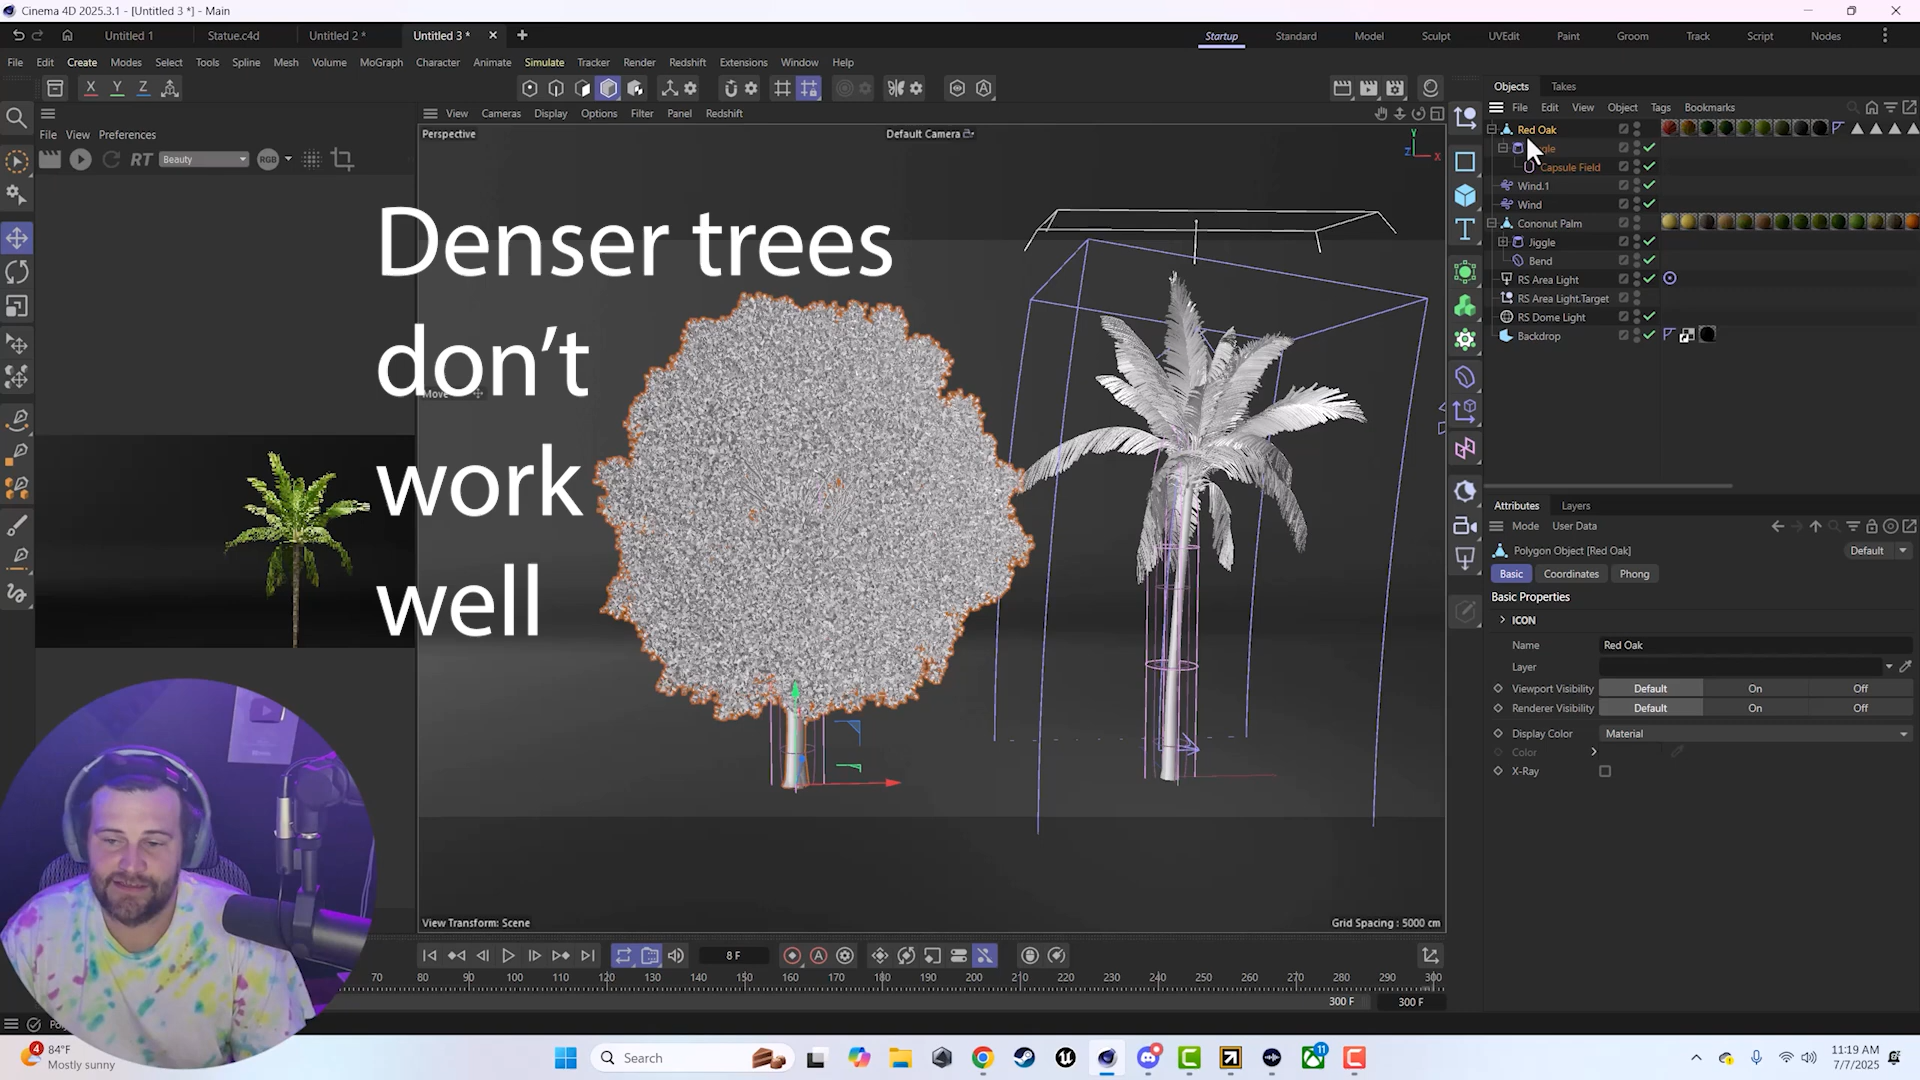 Cinema 4D 2025.3.1 - [Untitled 3 *] - Main
Untitled 1
Statue.c4d
Untitled 2 *
Untitled 3 *
Startup
Standard
Model
Sculpt
UVEdit
Paint
Groom
Track
Script
Nodes
File Edit Create Modes Select Tools Spline Mesh Volume MoGraph Character Animate Simulate Tracker Render Redshift Extensions Window Help
X Y Z
File View Preferences
RT Beauty RGB
View Cameras Display Options Filter Panel Redshift
Perspective
Default Camera
Y
Z X
Denser trees
don't
work
well
Move
View Transform: Scene
Grid Spacing : 5000 cm
Objects Takes
File Edit View Object Tags Bookmarks
Red Oak
Capsule Field
Wind.1
Wind
Coconut Palm
Jiggle
Bend
RS Area Light
RS Area Light.Target
RS Dome Light
Backdrop
Attributes Layers
Mode User Data
Polygon Object [Red Oak]
Default
Basic Coordinates Phong
Basic Properties
ICON
Name Red Oak
Layer
Viewport Visibility Default On Off
Renderer Visibility Default On Off
Display Color Material
Color
X-Ray
8 F
70 80 90 100 110 120 130 140 150 160 170 180 190 200 210 220 230 240 250 260 270 280 290 300
300 F
300 F
84°F
Mostly sunny
4
Search
11
11:19 AM
7/7/2025